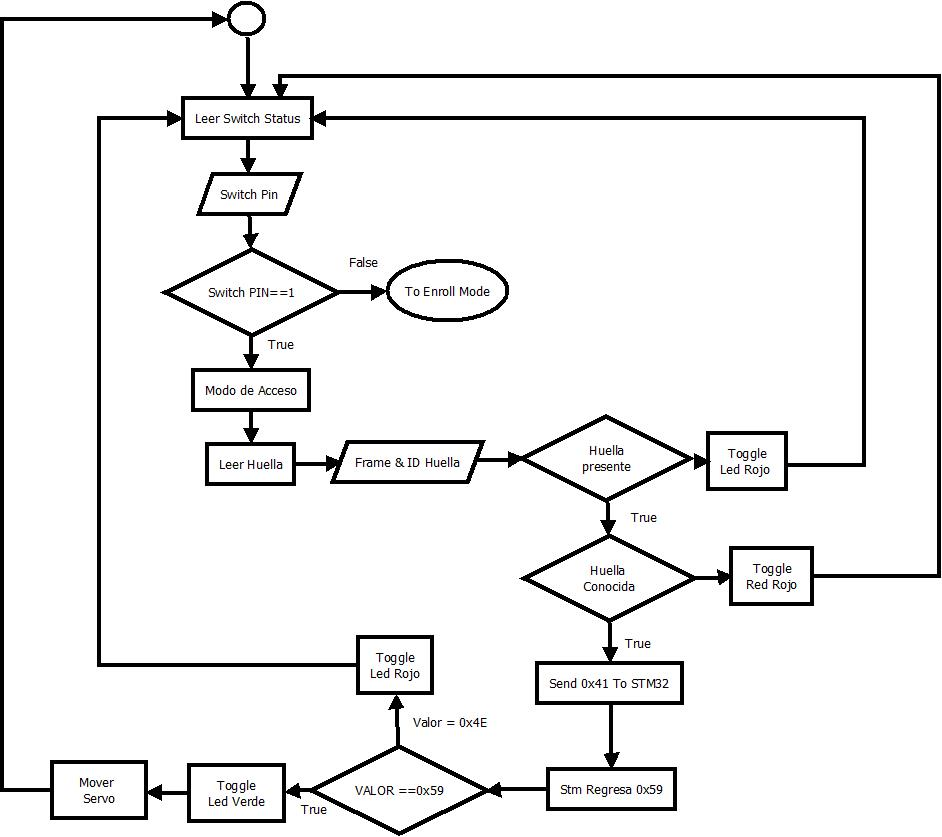 Leer Switch Status
Switch Pin
False
Switch PIN==1
To Enroll Mode
True
Modo de Acceso
Leer Huella
Frame & ID Huella
Huella
presente
Toggle
Led Rojo
True
Huella
Conocida
Toggle
Red Rojo
True
Send 0x41 To STM32
Toggle
Led Rojo
Valor = 0x4E
Stm Regresa 0x59
VALOR ==0x59
True
Toggle
Led Verde
Mover
Servo